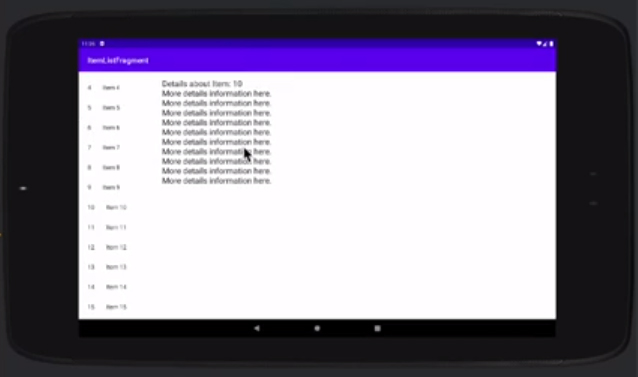 11:55
ItemListFragment
4 Item 4
5 Item 5
6 Item 6
7 Item 7
8 Item 8
9 Item 9
10 Item 10
11 Item 11
12 Item 12
13 Item 13
14 Item 14
15 Item 15
Details about Item: 10
More details information here.
More details information here.
More details information here.
More details information here.
More details information here.
More details information here.
More details information here.
More details information here.
More details information here.
More details information here.